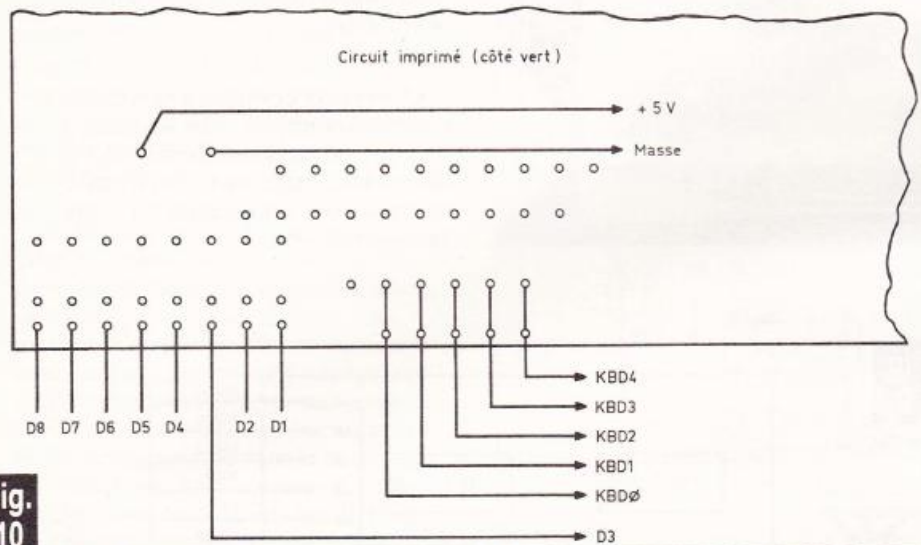 Circuit imprimé (côté vert)
+ 5 V
Masse
KBD4
D8 D7 D6 D5 D4 D2 D1
KBD3
KBD2
KBD1
KBDØ
D3
ig.
10